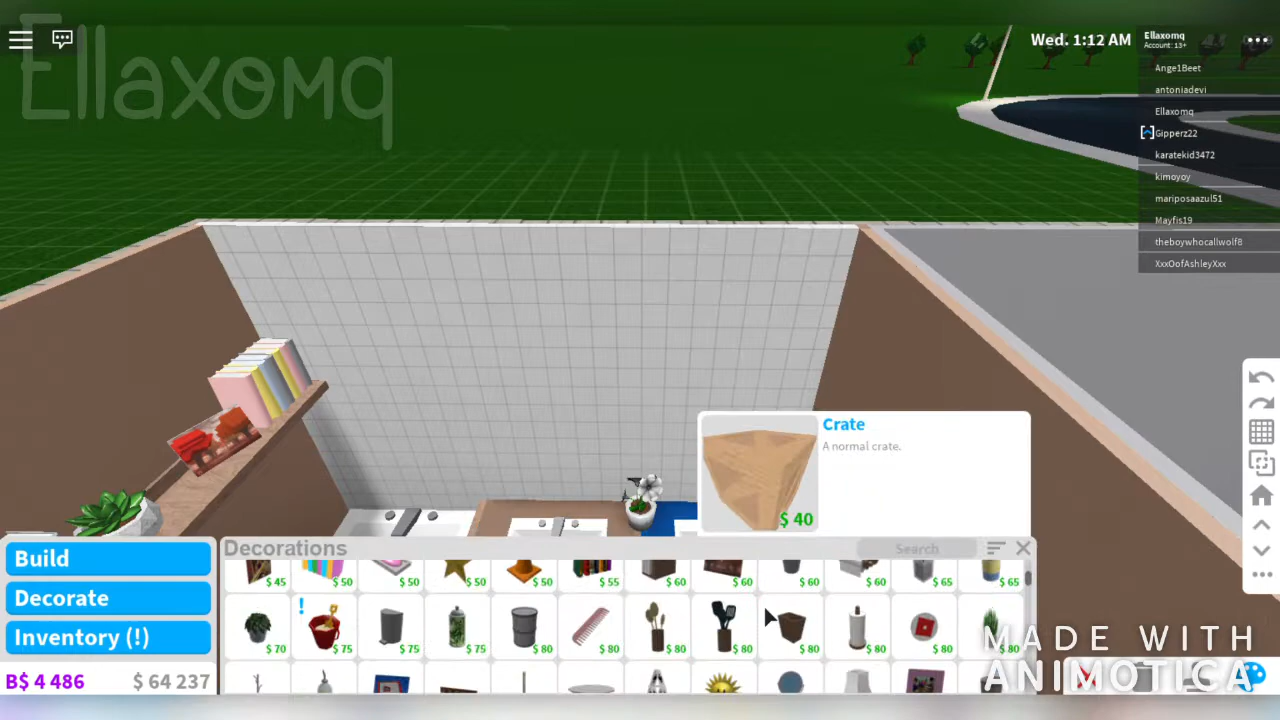 Ellaxomq
Wed. 1:12 AM
Ellaxomq
Account: 13+
Ange1Beet
antoniadevi
Ellaxomq
Gipperz22
karatekid3472
kimoyoy
mariposaazul51
Mayfis19
theboywhocallwolf8
XxxOofAshleyXxx
Crate
A normal crate.
$ 40
Build
Decorate
Inventory (!)
B$ 4 486
$ 64 237
Decorations
Search
$ 45
$ 50
$ 50
$ 50
$ 50
$ 55
$ 60
$ 60
$ 60
$ 60
$ 65
$ 65
!
$ 70
$ 75
$ 75
$ 75
$ 80
$ 80
$ 80
$ 80
$ 80
$ 80
$ 80
$ 80
MADE WITH
ANIMOTICA